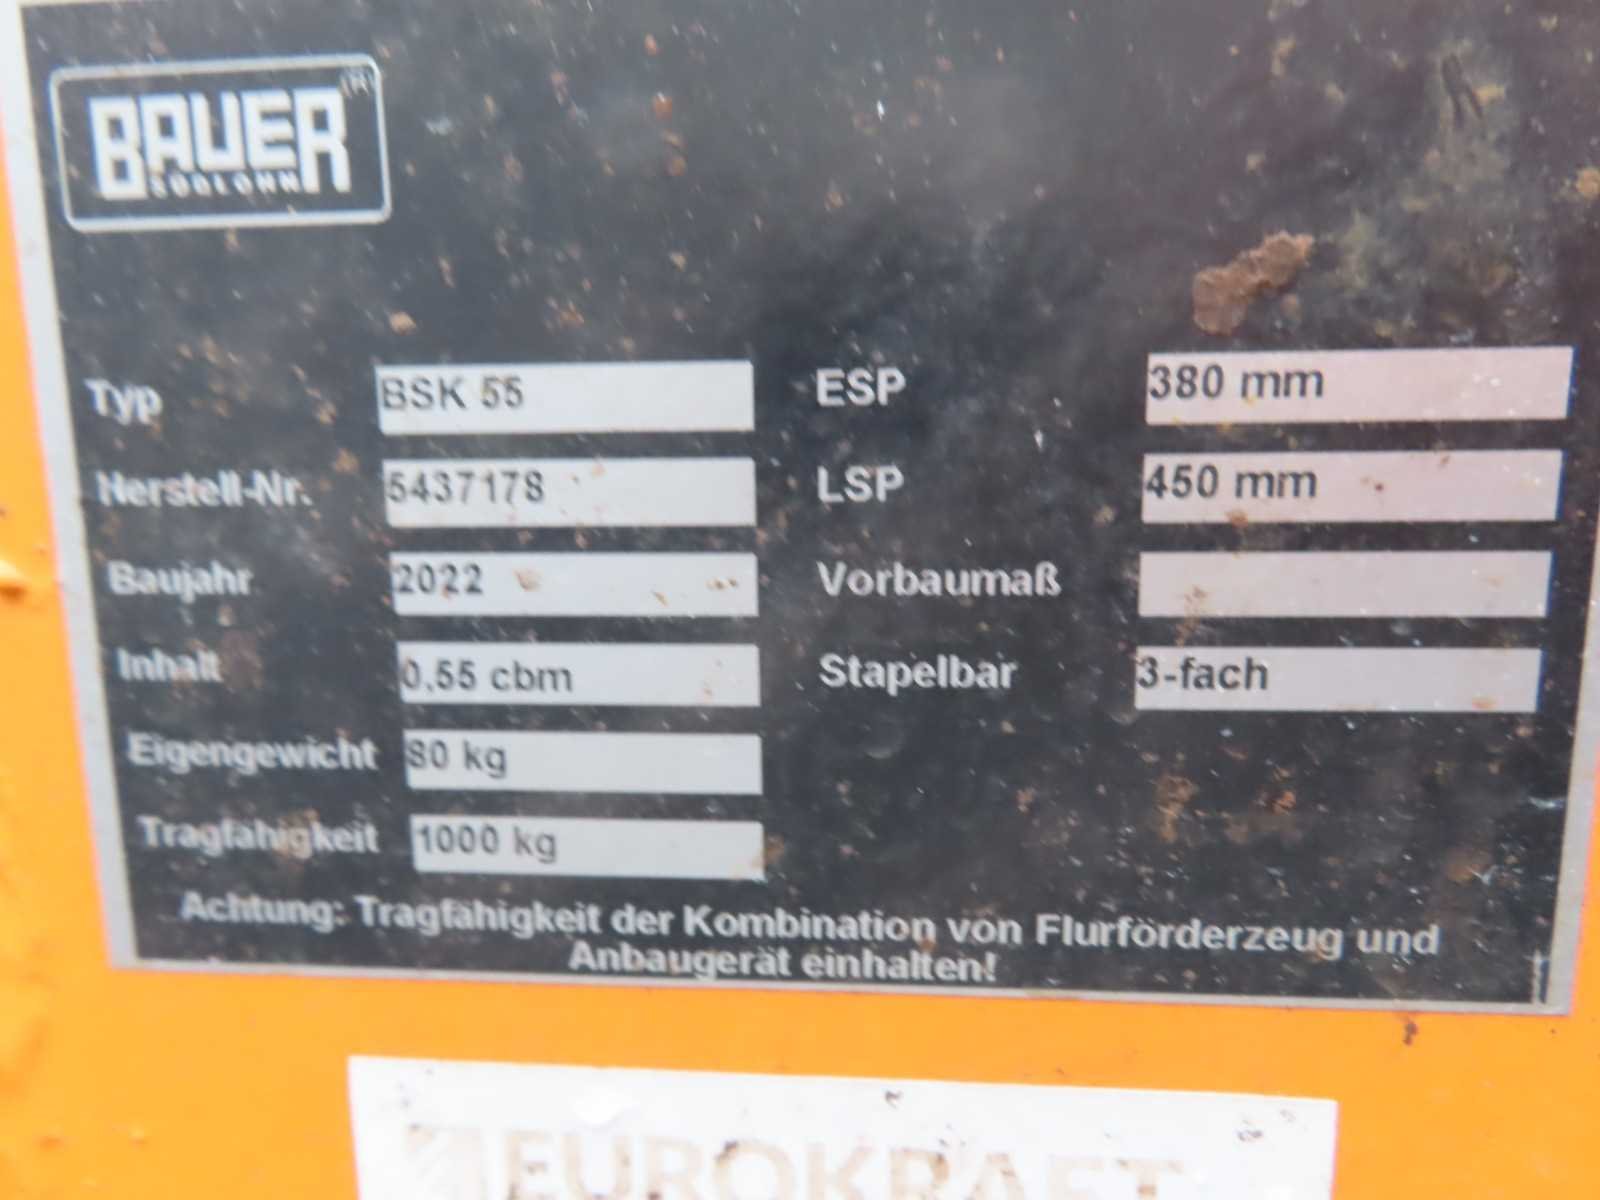 BAUER (R)
SÜDLOHN
Typ BSK 55 ESP 380 mm
Herstell-Nr. 5437178 LSP 450 mm
Baujahr 2022 Vorbaumaß
Inhalt 0,55 cbm Stapelbar 3-fach
Eigengewicht 80 kg
Tragfähigkeit 1000 kg
Achtung: Tragfähigkeit der Kombination von Flurförderzeug und
Anbaugerät einhalten!
EUROKRAFT